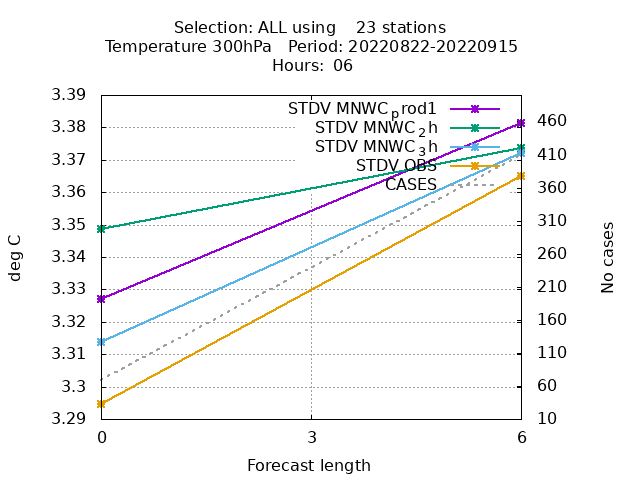 Selection: ALL using    23 stations
Temperature 300hPa   Period: 20220822-20220915
Hours:  06
STDV MNWCprod1
STDV MNWC2h
STDV MNWC3h
STDV OBS
CASES
3.39
3.38
3.37
3.36
3.35
3.34
3.33
3.32
3.31
3.3
3.29
460
410
360
310
260
210
160
110
60
10
deg C
No cases
0 3 6
Forecast length